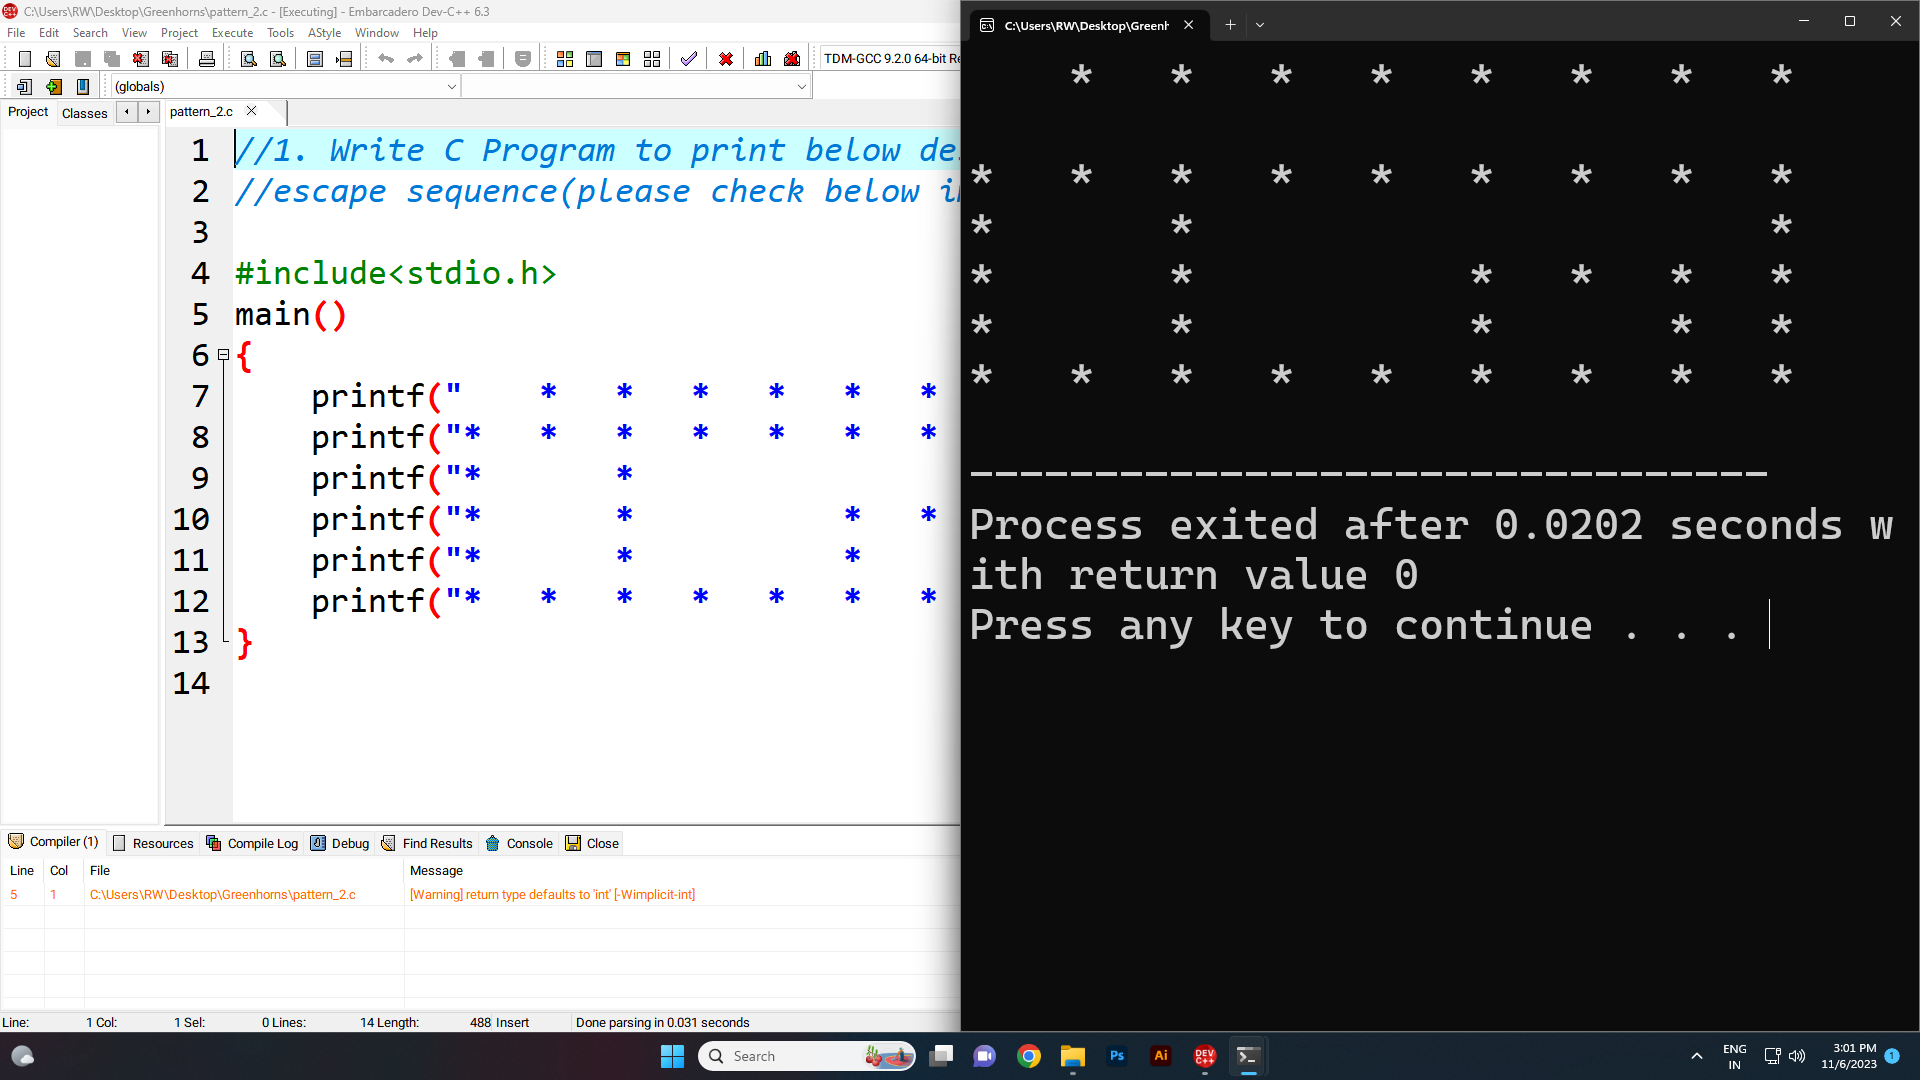 C:\Users\RW\Desktop\Greenhorns\pattern_2.c - [Executing] - Embarcadero Dev-C++ 6.3
File Edit Search View Project Execute Tools AStyle Window Help
TDM-GCC 9.2.0 64-bit Re
(globals)
Project Classes
pattern_2.c
1 //1. Write C Program to print below de
2 //escape sequence(please check below
3
4 #include<stdio.h>
5 main()
6 {
7     printf("    *   *   *   *   *   *
8     printf("*   *   *   *   *   *   *
9     printf("*       *
10     printf("*       *           *   *
11     printf("*       *           *
12     printf("*   *   *   *   *   *   *
13 }
14
Compiler (1) Resources Compile Log Debug Find Results Console Close
Line Col File Message
5 1 C:\Users\RW\Desktop\Greenhorns\pattern_2.c [Warning] return type defaults to 'int' [-Wimplicit-int]
Line: 1 Col: 1 Sel: 0 Lines: 14 Length: 488 Insert Done parsing in 0.031 seconds
C:\Users\RW\Desktop\Greenh
    *   *   *   *   *   *   *   *
*   *   *   *   *   *   *   *   *
*       *                       *
*       *           *   *   *   *
*       *           *       *   *
*   *   *   *   *   *   *   *   *
--------------------------------
Process exited after 0.0202 seconds w
ith return value 0
Press any key to continue . . .
Search
Ps
Ai
DEV
C++
ENG
IN
3:01 PM
11/6/2023
1